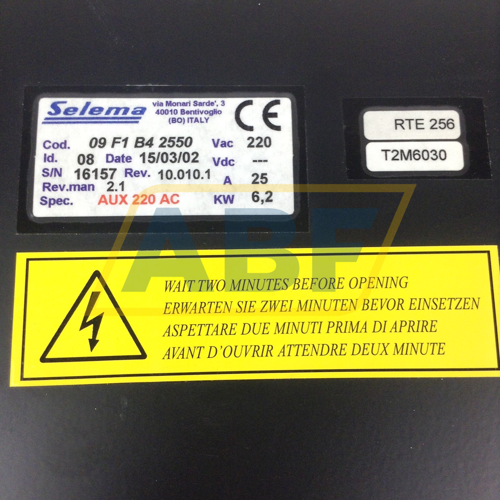 Selema
via Monari Sarde', 3
40010 Bentivoglio
(BO) ITALY
CE
Cod. 09 F1 B4 2550 Vac 220
Id. 08 Date 15/03/02 Vdc ---
S/N 16157 Rev. 10.010.1 A 25
Rev.man 2.1
Spec. AUX 220 AC KW 6,2
RTE 256
T2M6030
ABF
WAIT TWO MINUTES BEFORE OPENING
ERWARTEN SIE ZWEI MINUTEN BEVOR EINSETZEN
ASPETTARE DUE MINUTI PRIMA DI APRIRE
AVANT D'OUVRIR ATTENDRE DEUX MINUTE